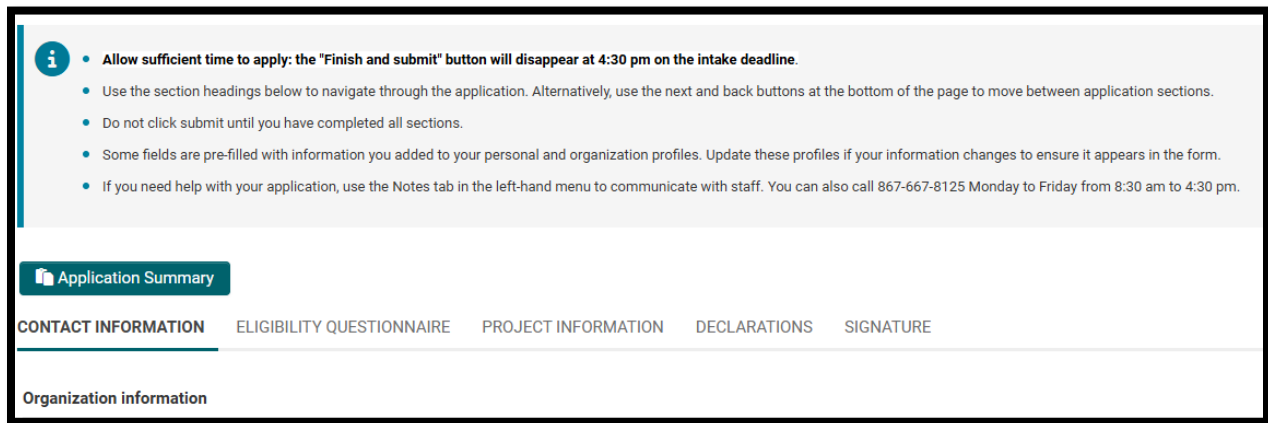 Allow sufficient time to apply: the "Finish and submit" button will disappear at 4:30 pm on the intake deadline.
Use the section headings below to navigate through the application. Alternatively, use the next and back buttons at the bottom of the page to move between application sections.
Do not click submit until you have completed all sections.
Some fields are pre-filled with information you added to your personal and organization profiles. Update these profiles if your information changes to ensure it appears in the form.
If you need help with your application, use the Notes tab in the left-hand menu to communicate with staff. You can also call 867-667-8125 Monday to Friday from 8:30 am to 4:30 pm.
Application Summary
CONTACT INFORMATION ELIGIBILITY QUESTIONNAIRE PROJECT INFORMATION DECLARATIONS SIGNATURE
Organization information